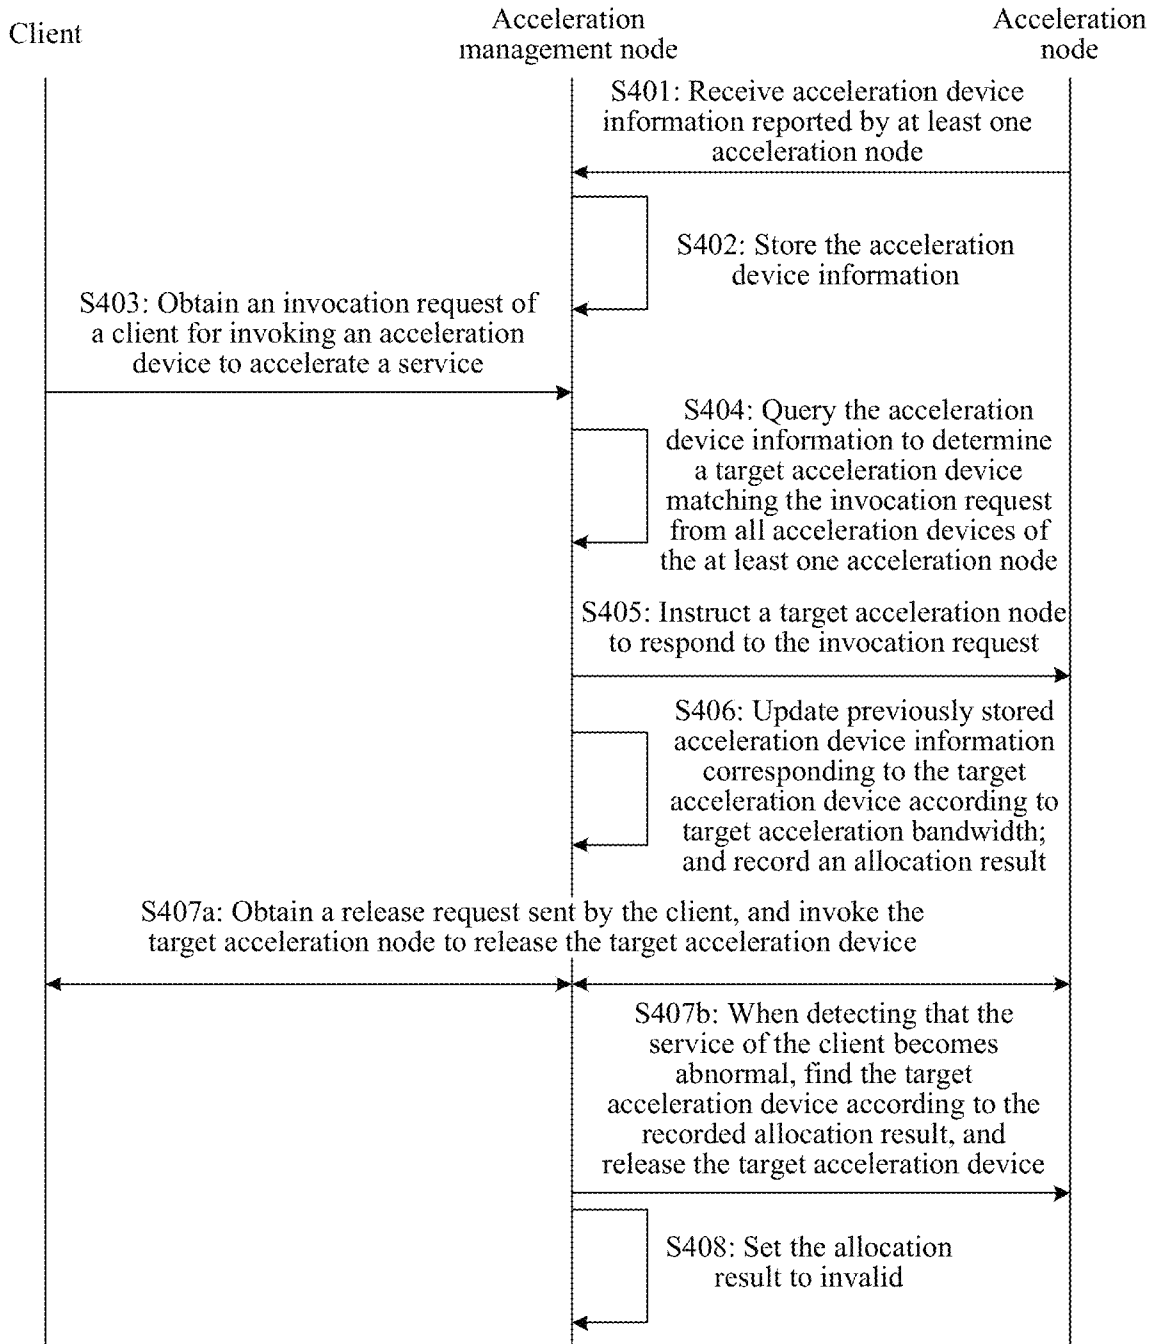 Client
Acceleration
management node
Acceleration
node
S401: Receive acceleration device
information reported by at least one
acceleration node
S402: Store the acceleration
device information
S403: Obtain an invocation request of
a client for invoking an acceleration
device to accelerate a service
S404: Query the acceleration
device information to determine
a target acceleration device
matching the invocation request
from all acceleration devices of
the at least one acceleration node
S405: Instruct a target acceleration node
to respond to the invocation request
S406: Update previously stored
acceleration device information
corresponding to the target
acceleration device according to
target acceleration bandwidth;
and record an allocation result
S407a: Obtain a release request sent by the client, and invoke the
target acceleration node to release the target acceleration device
S407b: When detecting that the
service of the client becomes
abnormal, find the target
acceleration device according to the
recorded allocation result, and
release the target acceleration device
S408: Set the allocation
result to invalid